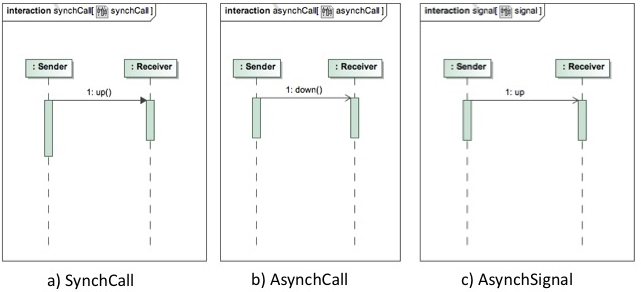 interaction synchCall[ synchCall ]
: Sender
: Receiver
1: up()
a) SynchCall
interaction asynchCall[ asynchCall ]
: Sender
: Receiver
1: down()
b) AsynchCall
interaction signal[ signal ]
: Sender
: Receiver
1: up
c) AsynchSignal